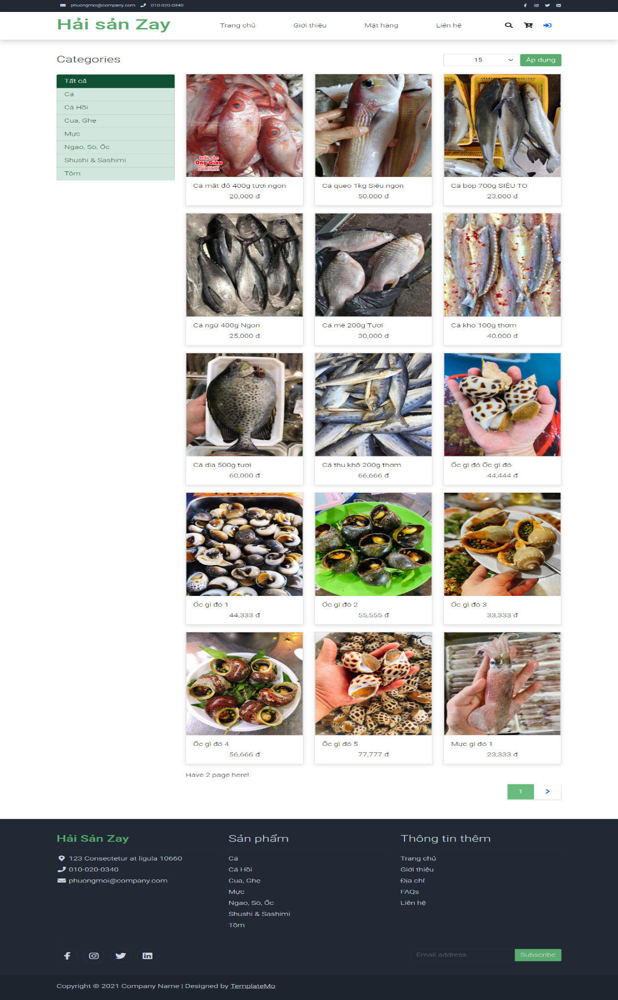 phuongmoi@company.com 010-020-0340
Hải sản Zay
Trang chủ Giới thiệu Mặt hàng Liên hệ
Categories
15 Áp dụng
Tất cả
Cá
Cá Hồi
Cua, Ghẹ
Mực
Ngao, Sò, Ốc
Shushi & Sashimi
Tôm
Hải sản
Ông Giàu
Cá mắt đỏ 400g tươi ngon
20,000 đ
Cá quẹo 1kg Siêu ngon
50,000 đ
Cá bóp 700g SIÊU TO
23,000 đ
Cá ngừ 400g Ngon
25,000 đ
Cá mè 200g Tươi
30,000 đ
Cá kho 100g thơm
40,000 đ
Cá dìa 500g tươi
60,000 đ
Cá thu khô 200g thơm
66,666 đ
Ốc gì đó Ốc gì đó
44,444 đ
Ốc gì đó 1
44,333 đ
Ốc gì đó 2
55,555 đ
Ốc gì đó 3
33,333 đ
Ốc gì đó 4
56,666 đ
Ốc gì đó 5
77,777 đ
Mực gì đó 1
23,333 đ
Have 2 page here!
1 >
Hải Sản Zay
123 Consectetur at ligula 10660
010-020-0340
phuongmoi@company.com
Sản phẩm
Cá
Cá Hồi
Cua, Ghẹ
Mực
Ngao, Sò, Ốc
Shushi & Sashimi
Tôm
Thông tin thêm
Trang chủ
Giới thiệu
Địa chỉ
FAQs
Liên hệ
Email address Subscribe
Copyright © 2021 Company Name | Designed by TemplateMo